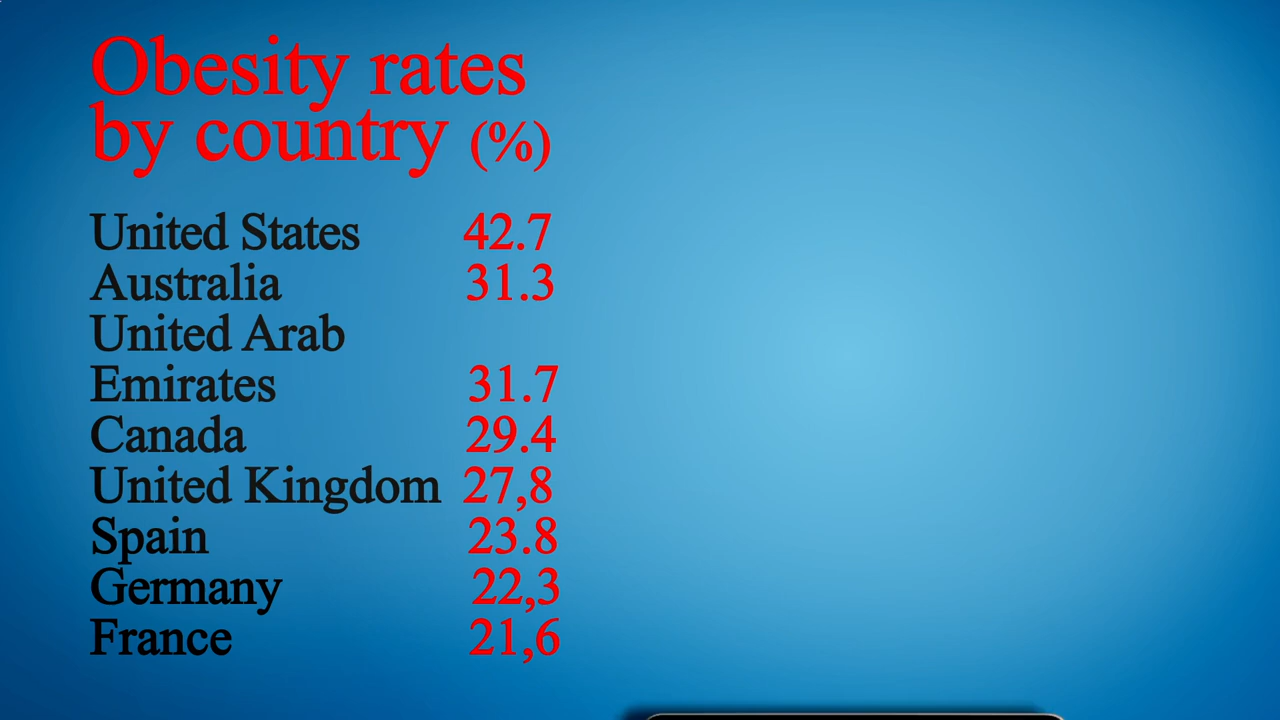 Obesity rates
by country (%)
United States 42.7
Australia 31.3
United Arab
Emirates 31.7
Canada 29.4
United Kingdom 27,8
Spain 23.8
Germany 22,3
France 21,6